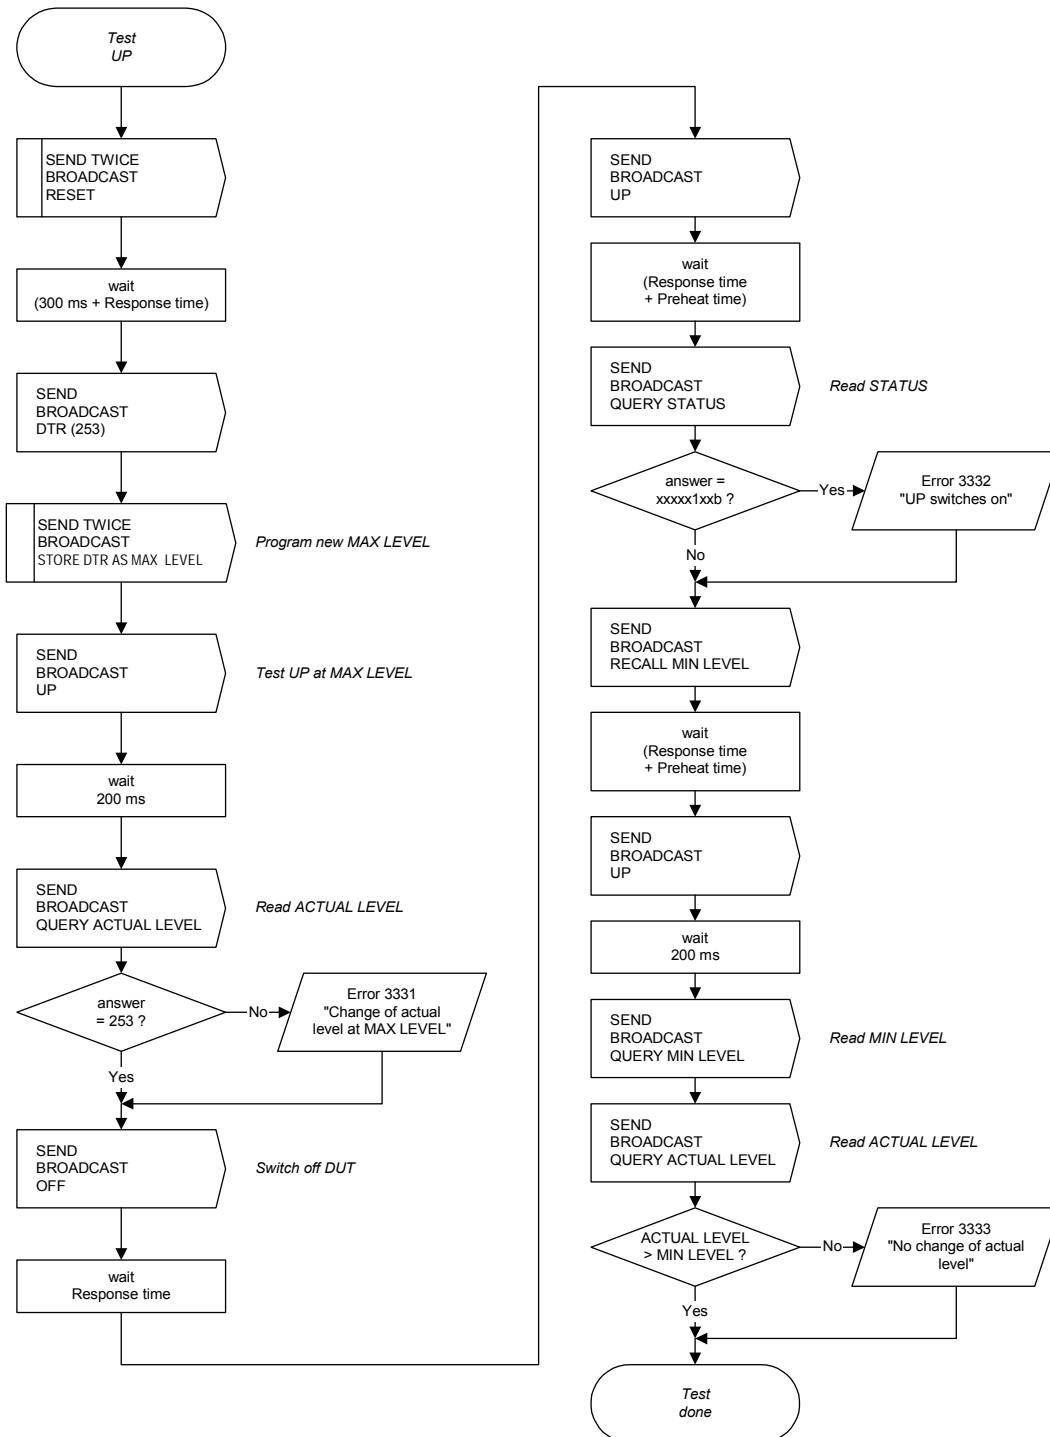 Test
UP
SEND TWICE
BROADCAST
RESET
wait
(300 ms + Response time)
SEND
BROADCAST
DTR (253)
SEND TWICE
BROADCAST
STORE DTR AS MAX LEVEL
Program new MAX LEVEL
SEND
BROADCAST
UP
Test UP at MAX LEVEL
wait
200 ms
SEND
BROADCAST
QUERY ACTUAL LEVEL
Read ACTUAL LEVEL
answer
= 253 ?
No
Error 3331
"Change of actual
level at MAX LEVEL"
Yes
SEND
BROADCAST
OFF
Switch off DUT
wait
Response time
SEND
BROADCAST
UP
wait
(Response time
+ Preheat time)
SEND
BROADCAST
QUERY STATUS
Read STATUS
answer =
xxxxx1xxb ?
Yes
Error 3332
"UP switches on"
No
SEND
BROADCAST
RECALL MIN LEVEL
wait
(Response time
+ Preheat time)
SEND
BROADCAST
UP
wait
200 ms
SEND
BROADCAST
QUERY MIN LEVEL
Read MIN LEVEL
SEND
BROADCAST
QUERY ACTUAL LEVEL
Read ACTUAL LEVEL
ACTUAL LEVEL
> MIN LEVEL ?
No
Error 3333
"No change of actual
level"
Yes
Test
done